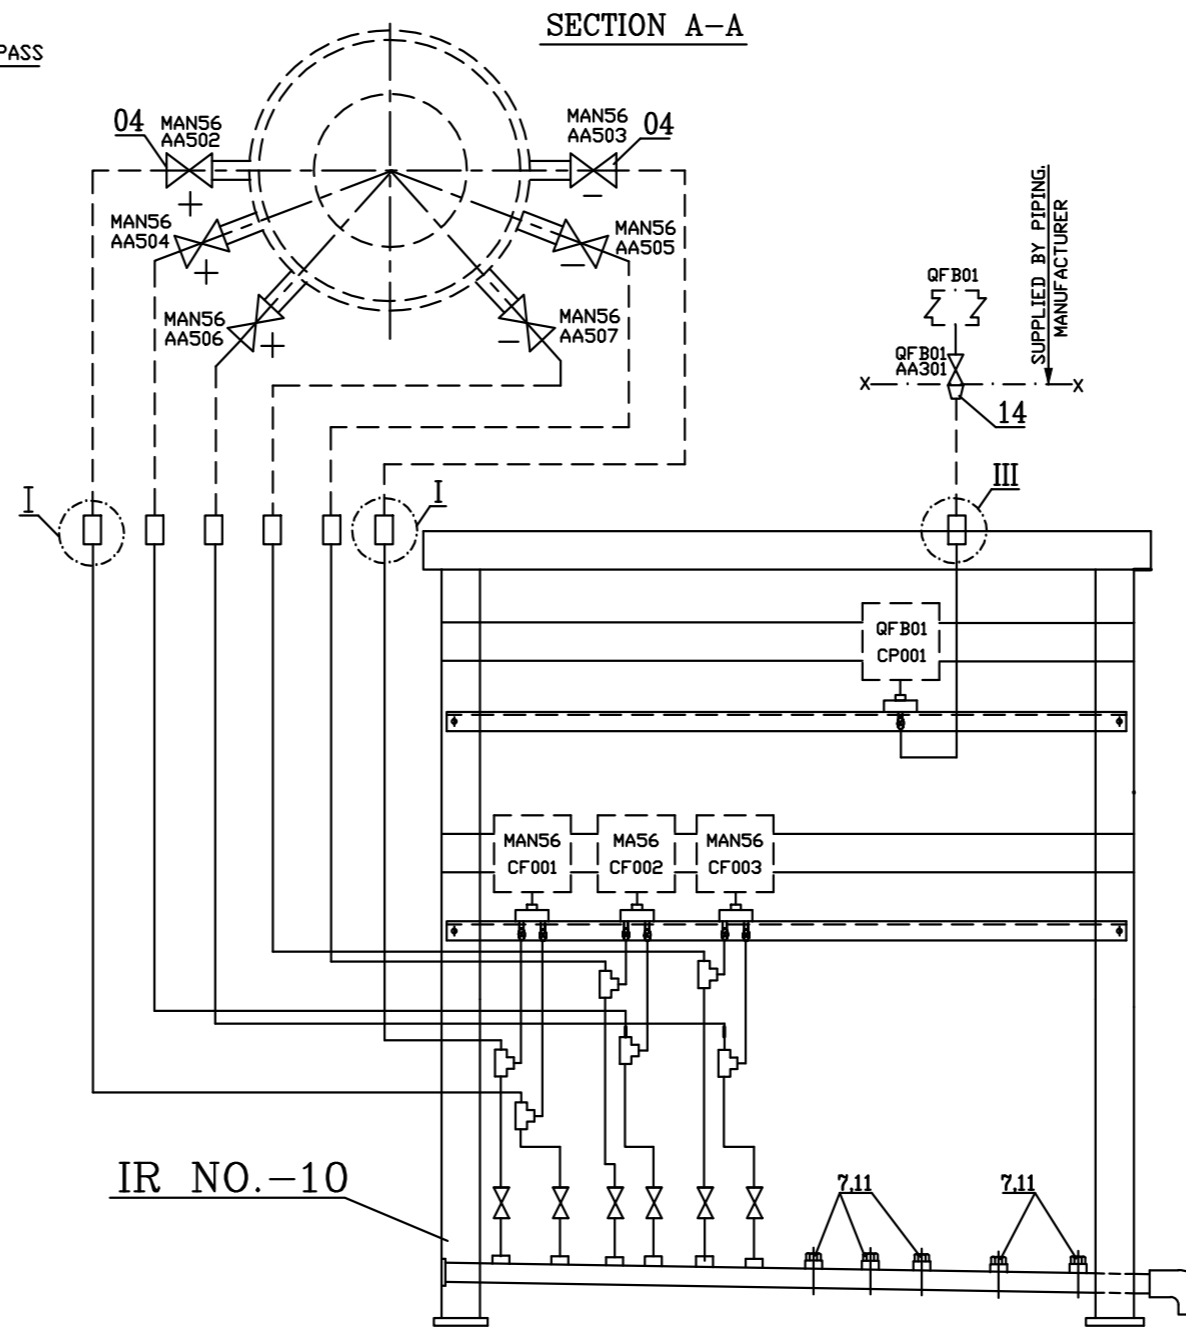 PASS
SECTION A-A
04
MAN56
AA502
MAN56
AA503
04
+
-
MAN56
AA504
+
MAN56
AA505
-
MAN56
AA506
+
MAN56
AA507
-
SUPPLIED BY PIPING.
MANUFACTURER
QFB01
QFB01
AA301
X
X
14
I
I
III
QFB01
CP001
MAN56
CF001
MA56
CF002
MAN56
CF003
IR NO.-10
7,11
7,11